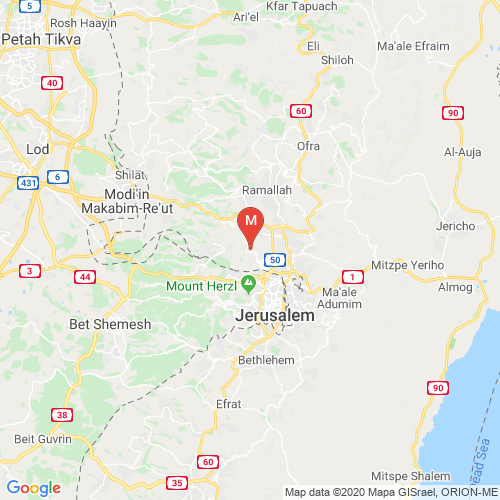 Kfar Tapuach
5
Rosh Haayin
Ari'el
Petah Tikva
Eli
Ma'ale Efraim
Shiloh
40
60
90
Lod
Ofra
Al-Auja
Shilat
431
6
Ramallah
Modi'in
Makabim-Re'ut
M
Jericho
3
44
50
1
Mitzpe Yeriho
Mount Herzl
Ma'ale
Adumim
Almog
Jerusalem
Bet Shemesh
Bethlehem
90
38
Efrat
Beit Guvrin
60
35
Mitspe Shalem
ead Sea
Google
Map data ©2020 Mapa GISrael, ORION-ME